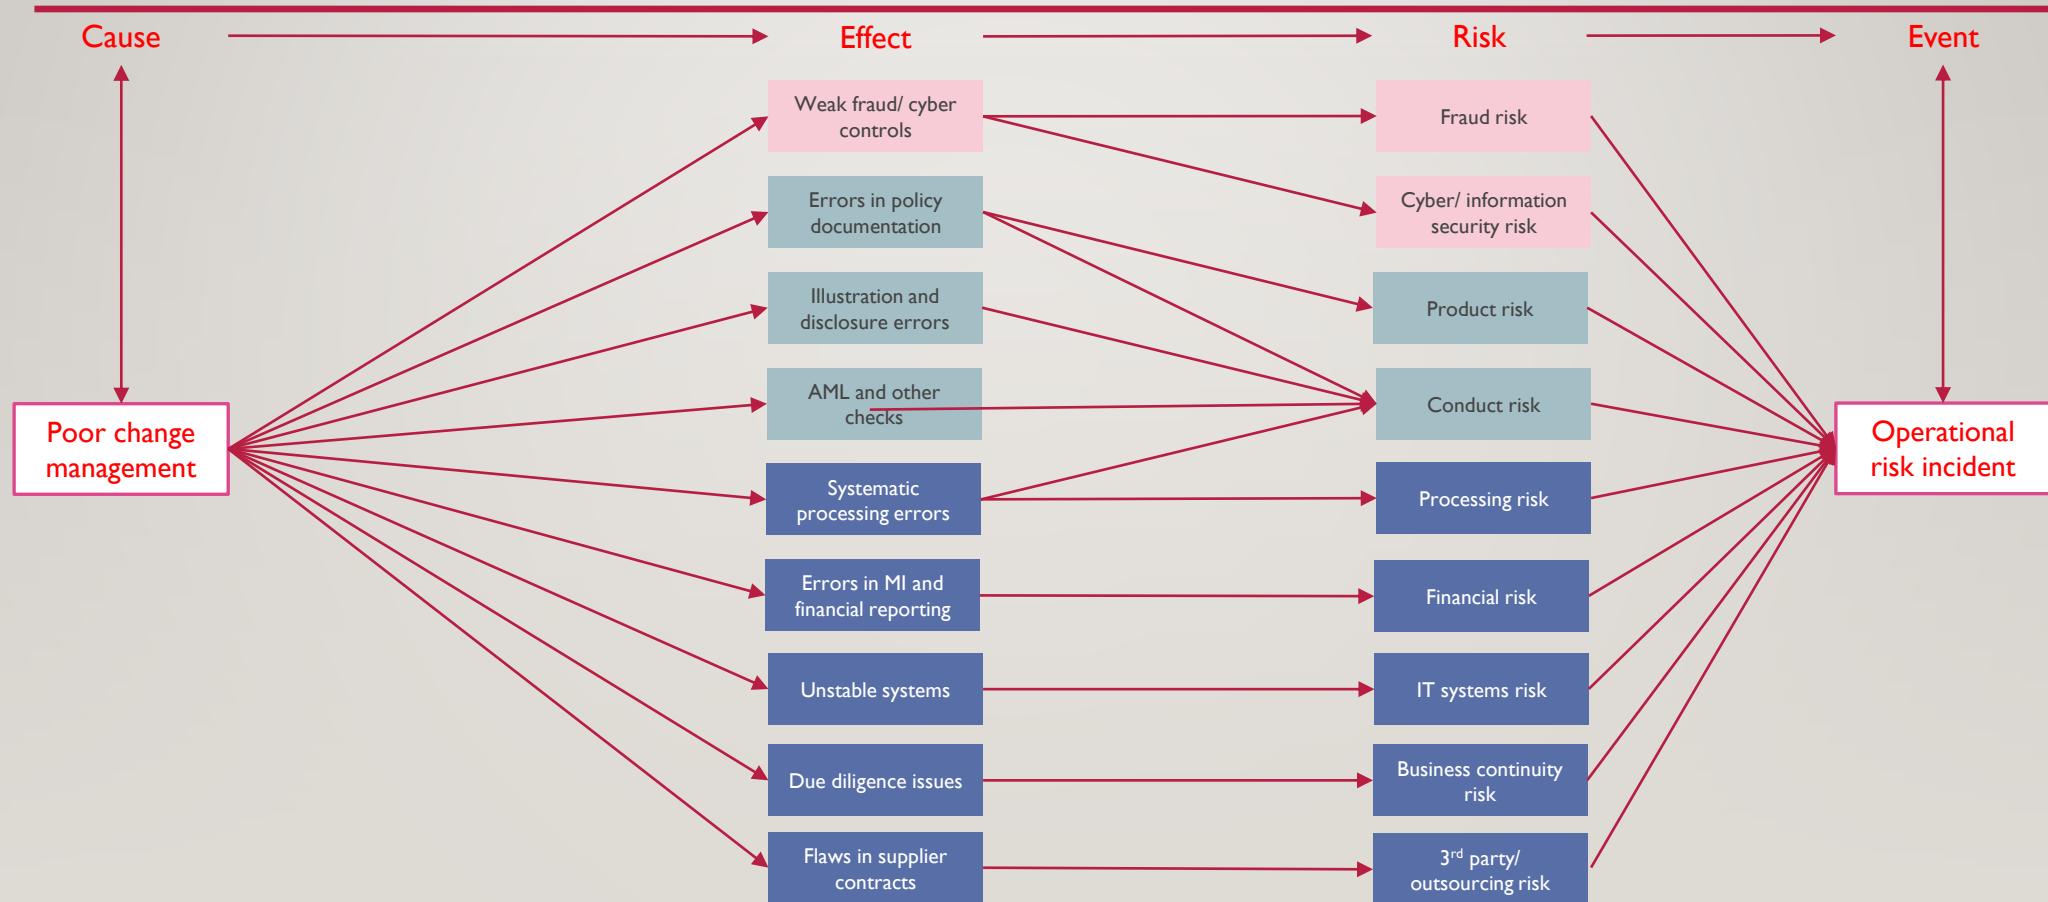 Cause
Effect
Risk
Event
Weak fraud/ cyber
controls
Fraud risk
Errors in policy
documentation
Cyber/ information
security risk
Illustration and
disclosure errors
Product risk
AML and other
checks
Conduct risk
Poor change
management
Operational
risk incident
Systematic
processing errors
Processing risk
Errors in MI and
financial reporting
Financial risk
Unstable systems
IT systems risk
Due diligence issues
Business continuity
risk
Flaws in supplier
contracts
3rd party/
outsourcing risk